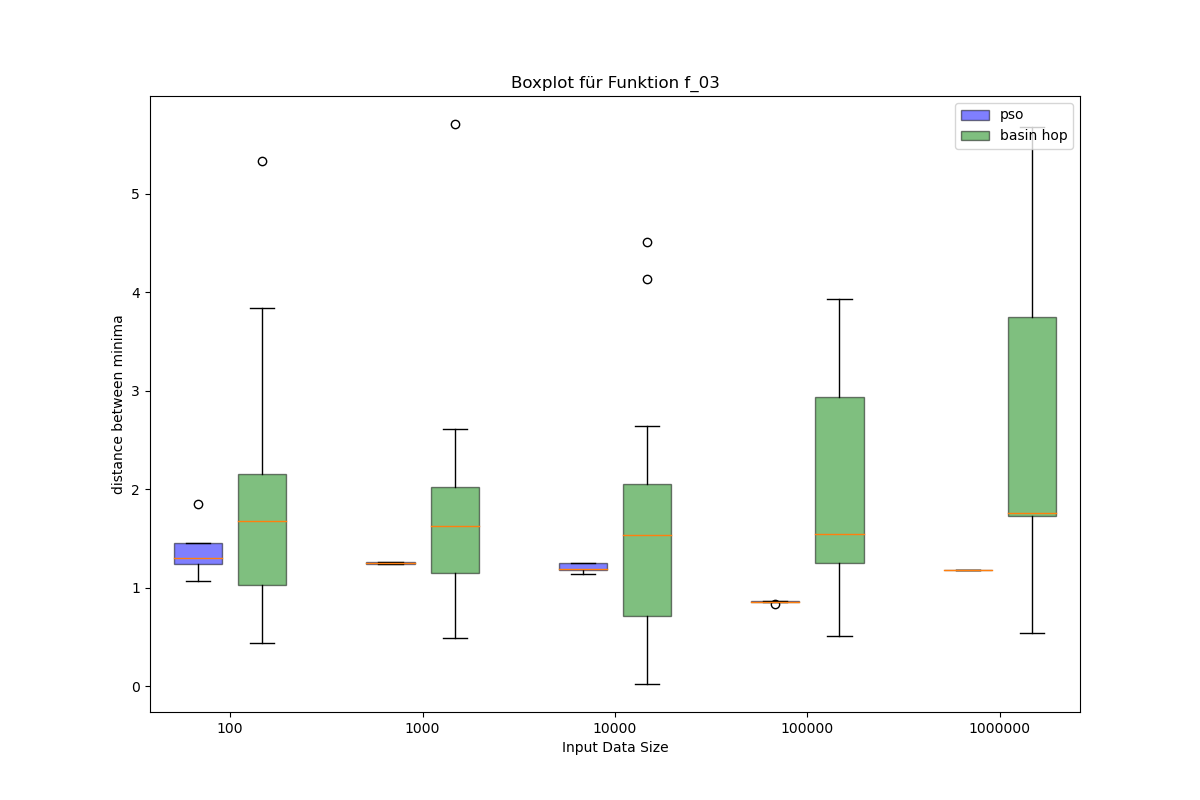 Boxplot für Funktion f_03
pso
basin hop
distance between minima
5
4
3
2
1
0
100 1000 10000 100000 1000000
Input Data Size